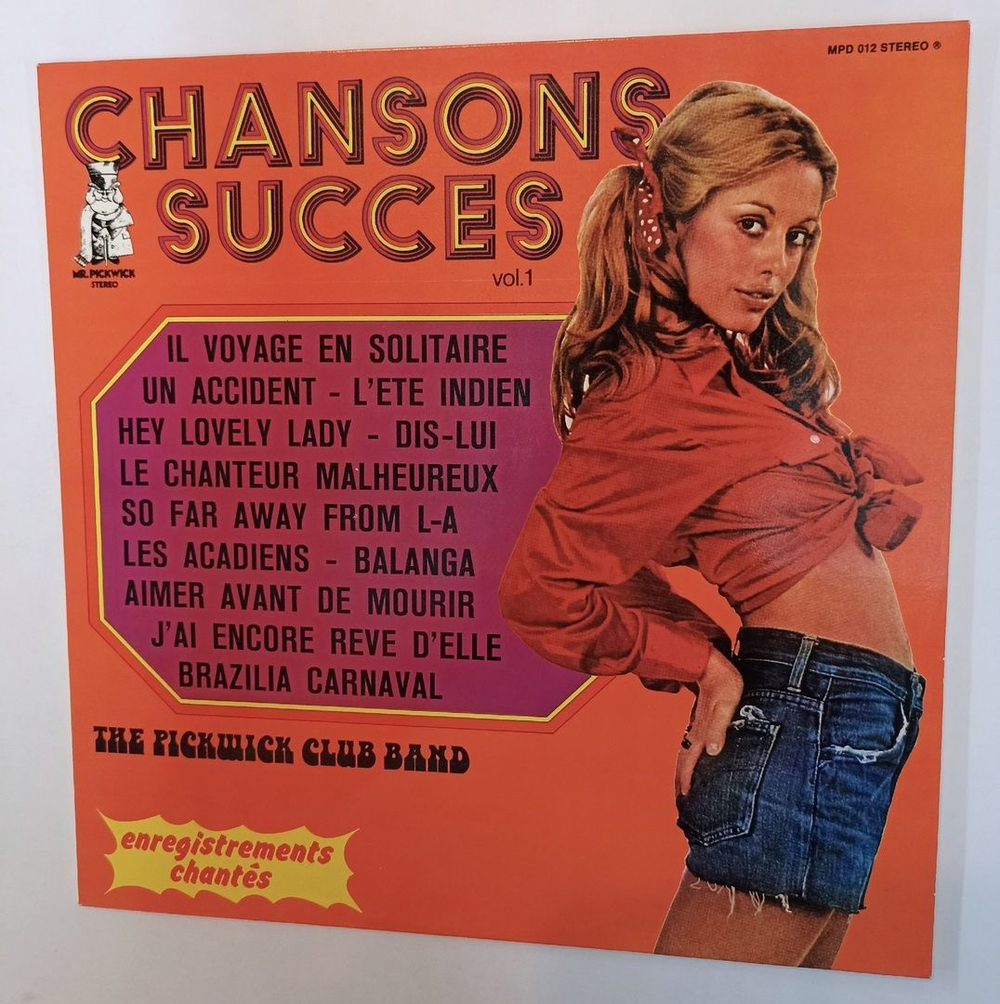 MPD 012 STEREO ®
CHANSONS
SUCCES
MR. PICKWICK
STEREO
vol.1
IL VOYAGE EN SOLITAIRE
UN ACCIDENT - L'ETE INDIEN
HEY LOVELY LADY - DIS-LUI
LE CHANTEUR MALHEUREUX
SO FAR AWAY FROM L-A
LES ACADIENS - BALANGA
AIMER AVANT DE MOURIR
J'AI ENCORE REVE D'ELLE
BRAZILIA CARNAVAL
THE PICKWICK CLUB BAND
enregistrements
chantés